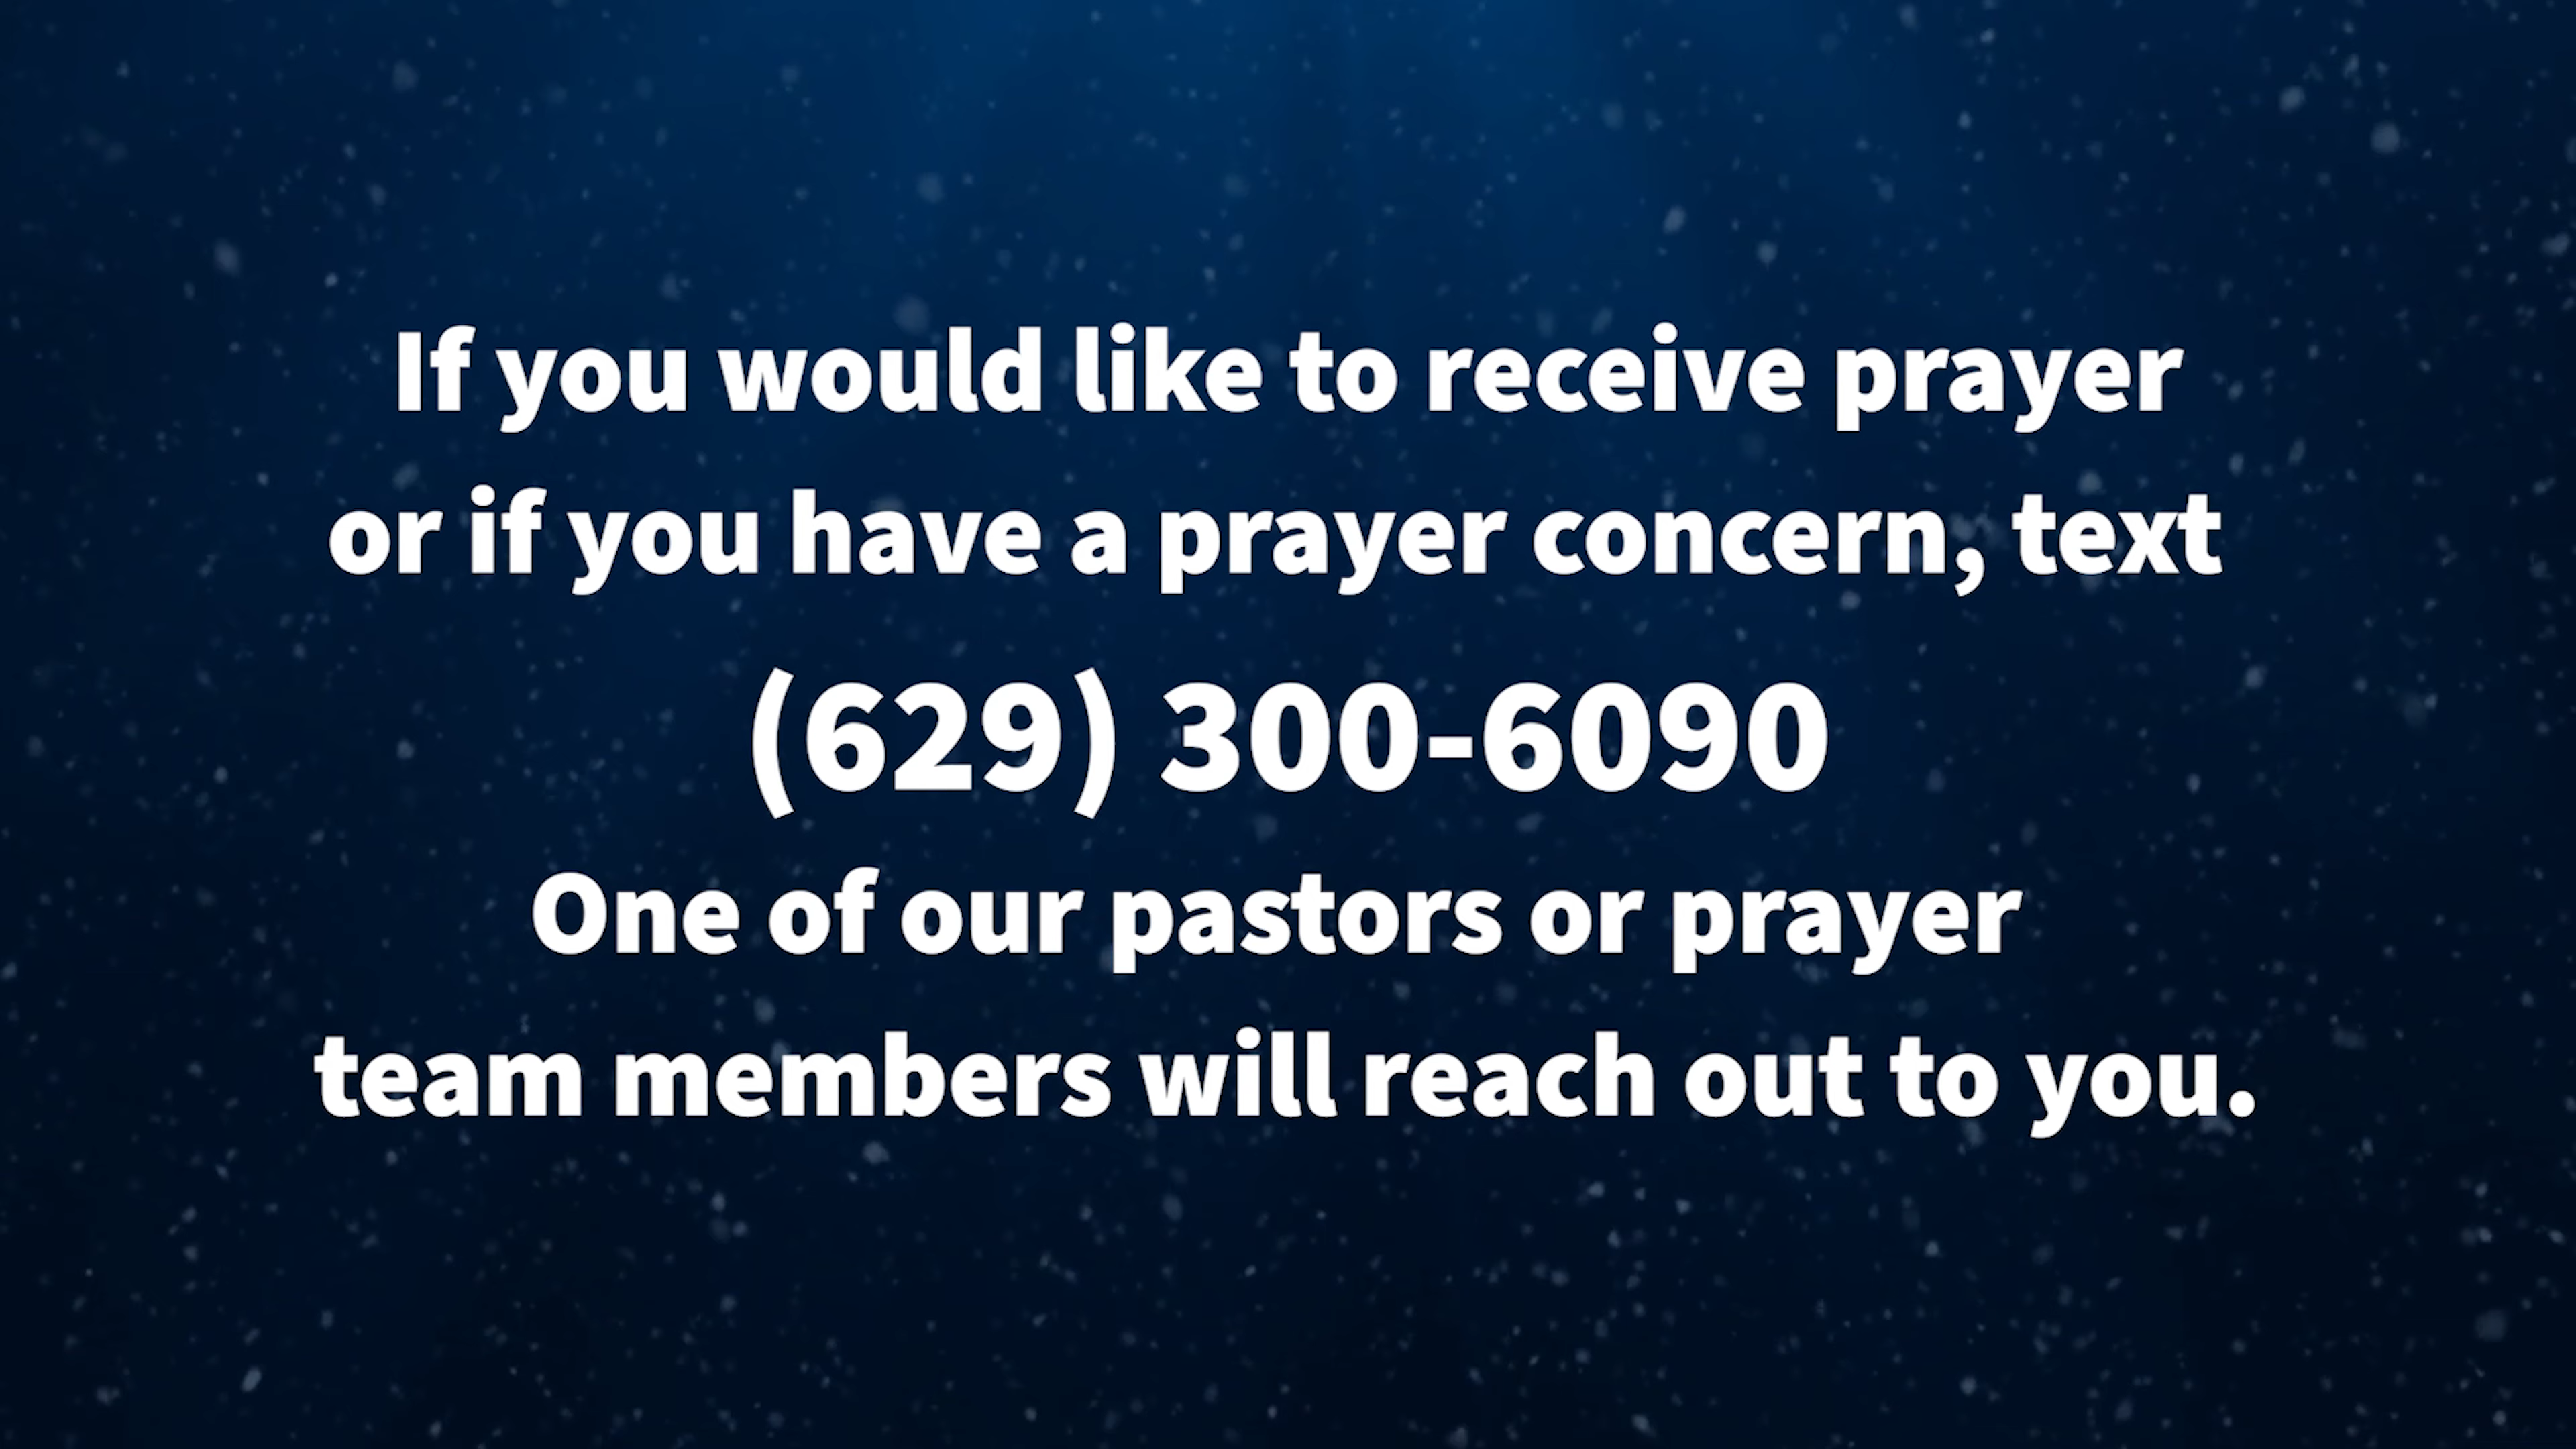 If you would like to receive prayer
or if you have a prayer concern, text
(629) 300-6090
One of our pastors or prayer
team members will reach out to you.